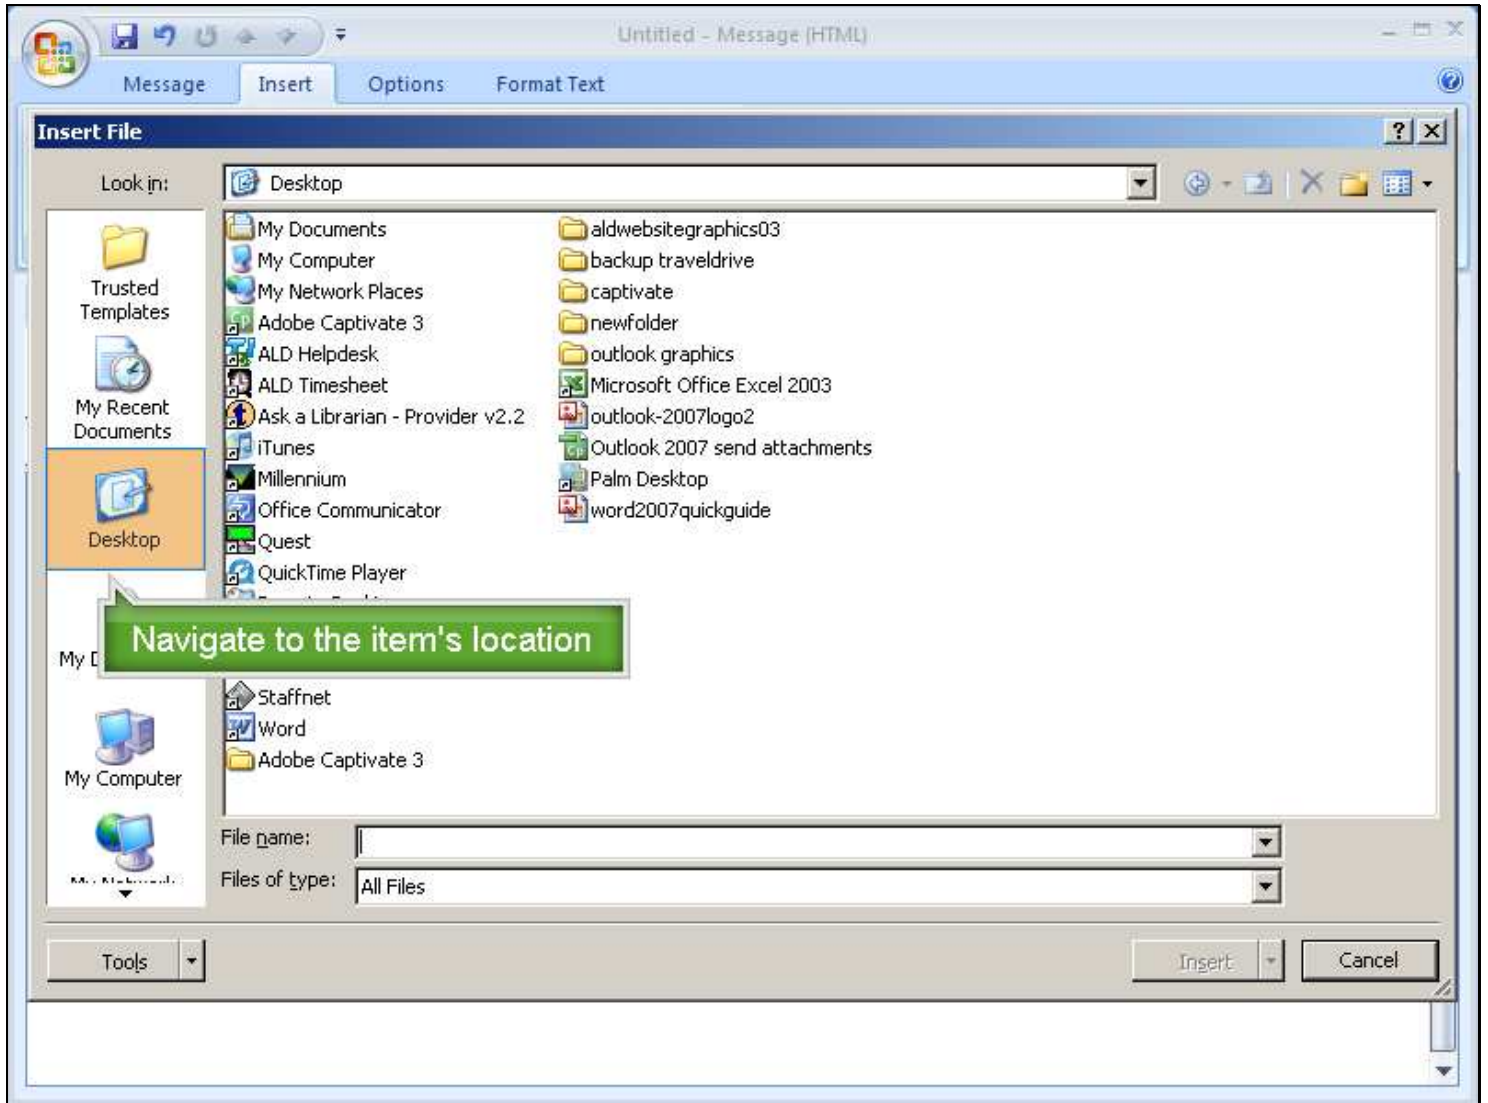 Untitled - Message (HTML)
Message Insert Options Format Text
Insert File
Look in: Desktop
Trusted
Templates
My Recent
Documents
Desktop
My
My Computer
My Documents
My Computer
My Network Places
Adobe Captivate 3
ALD Helpdesk
ALD Timesheet
Ask a Librarian - Provider v2.2
iTunes
Millennium
Office Communicator
Quest
QuickTime Player
Navigate to the item's location
Staffnet
Word
Adobe Captivate 3
aldwebsitegraphics03
backup traveldrive
captivate
newfolder
outlook graphics
Microsoft Office Excel 2003
outlook-2007logo2
Outlook 2007 send attachments
Palm Desktop
word2007quickguide
File name:
Files of type: All Files
Tools
Insert
Cancel